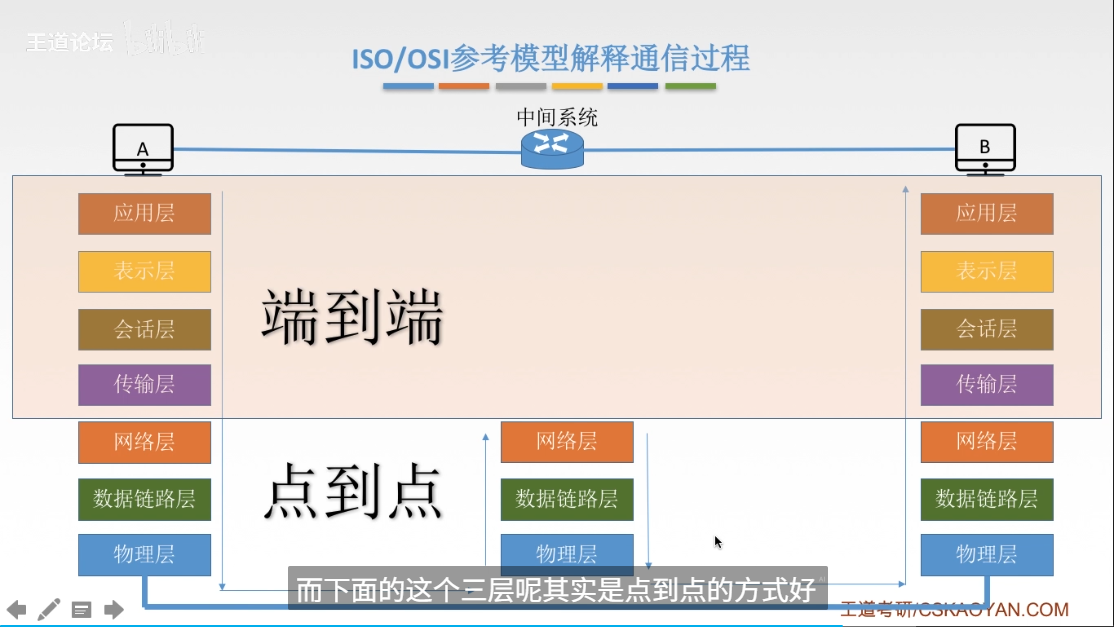 王道论坛
ISO/OSI参考模型解释通信过程
中间系统
A
B
应用层
应用层
表示层
表示层
会话层
会话层
端到端
传输层
传输层
网络层
网络层
网络层
点到点
数据链路层
数据链路层
数据链路层
物理层
物理层
物理层
而下面的这个三层呢其实是点到点的方式好
王道考研/CSKAOYAN.COM